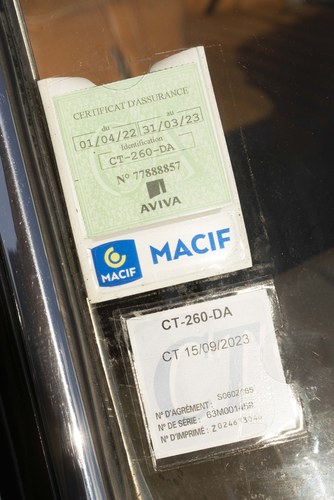 CERTIFICAT D'ASSURANCE
du au
01/04/22 31/03/23
Identification
CT-260-DA
N° 77888857
AVIVA
MACIF MACIF
CT-260-DA
CT 15/09/2023
N° D'AGRÉMENT:
N° DE SÉRIE:
N° D'IMPRIMÉ: